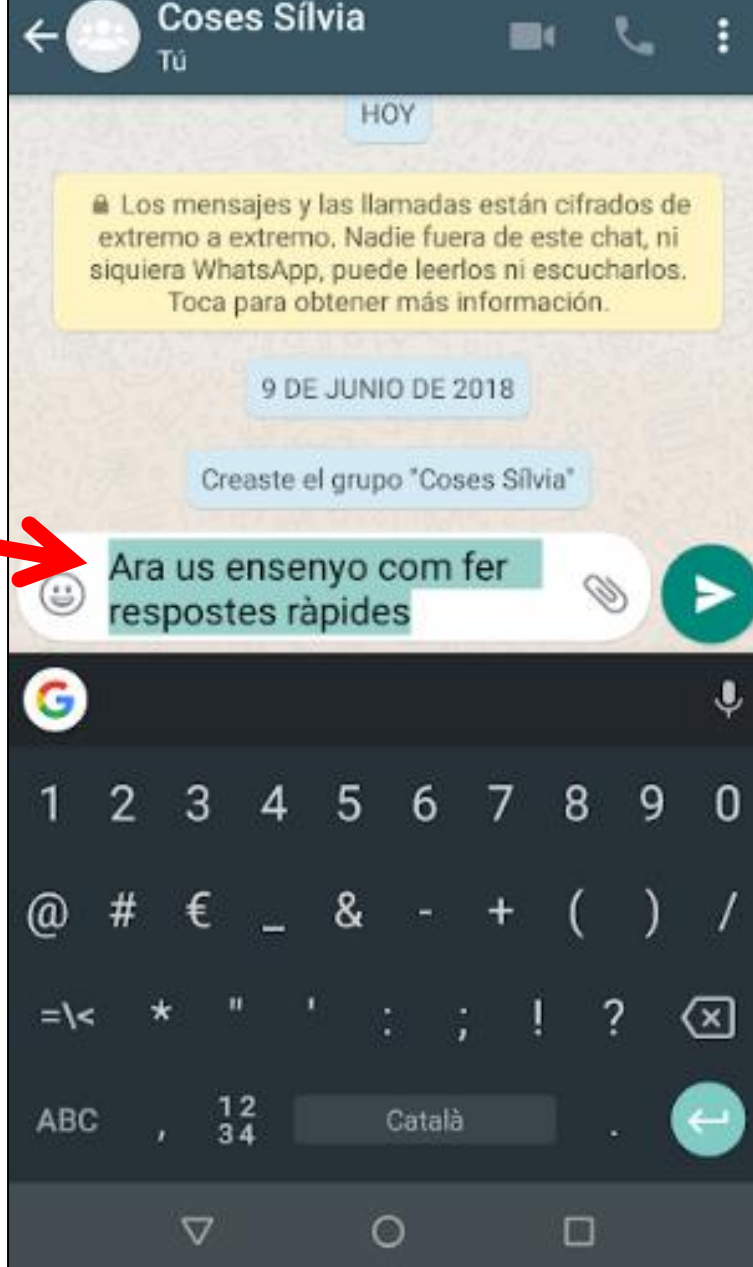 Coses Sílvia
Tú
HOY
Los mensajes y las llamadas están cifrados de
extremo a extremo. Nadie fuera de este chat, ni
siquiera WhatsApp, puede leerlos ni escucharlos.
Toca para obtener más información.
9 DE JUNIO DE 2018
Creaste el grupo "Coses Sílvia"
Ara us ensenyo com fer
respostes ràpides
G
1 2 3 4 5 6 7 8 9 0
@ # € _ & - + ( ) /
=\< * " ' : ; ! ?
ABC , 1234 Català .